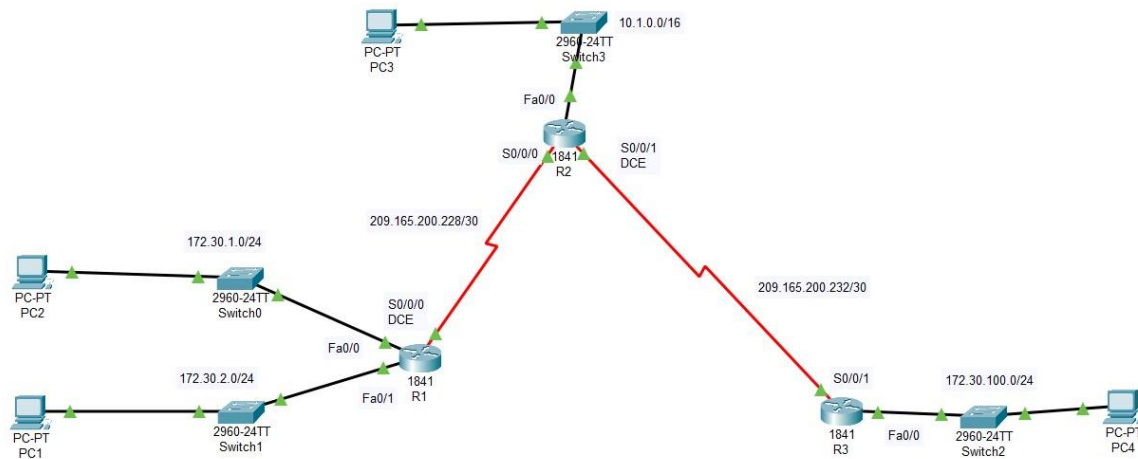 10.1.0.0/16
PC-PT
PC3
2960-24TT
Switch3
Fa0/0
S0/0/0
S0/0/1
DCE
1841
R2
209.165.200.228/30
172.30.1.0/24
PC-PT
PC2
2960-24TT
Switch0
S0/0/0
DCE
Fa0/0
209.165.200.232/30
172.30.2.0/24
Fa0/1
1841
R1
PC-PT
PC1
2960-24TT
Switch1
S0/0/1
172.30.100.0/24
1841
R3
Fa0/0
2960-24TT
Switch2
PC-PT
PC4